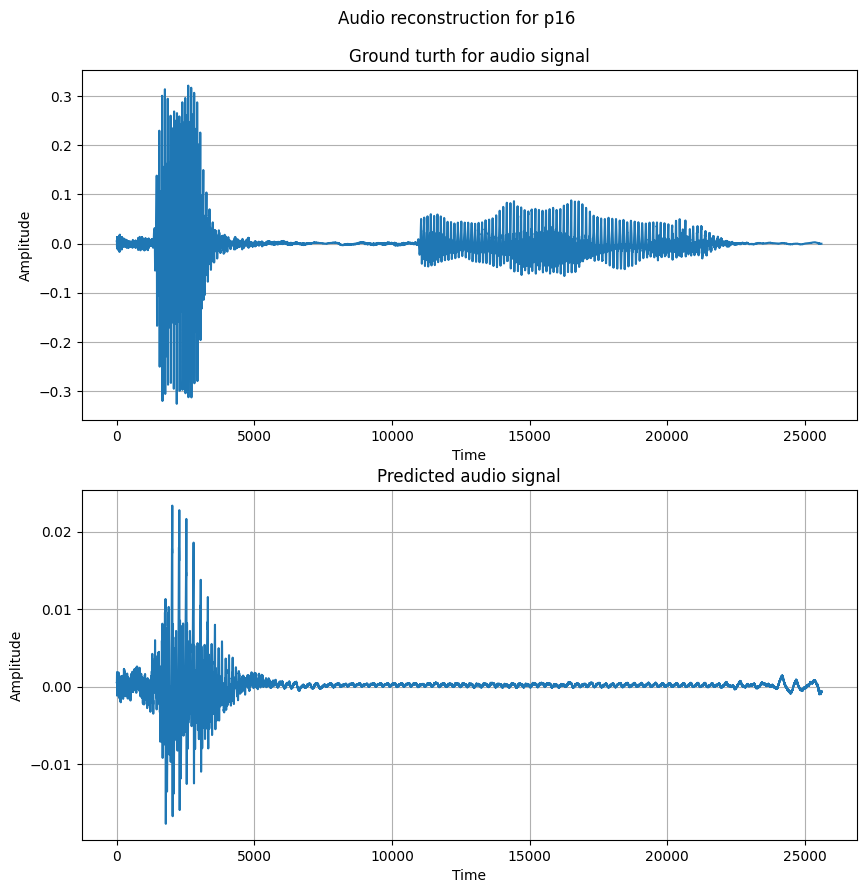 Audio reconstruction for p16
Ground turth for audio signal
0.3
0.2
0.1
0.0
−0.1
−0.2
−0.3
Amplitude
0 5000 10000 15000 20000 25000
Time
Predicted audio signal
0.02
0.01
0.00
−0.01
Amplitude
0 5000 10000 15000 20000 25000
Time